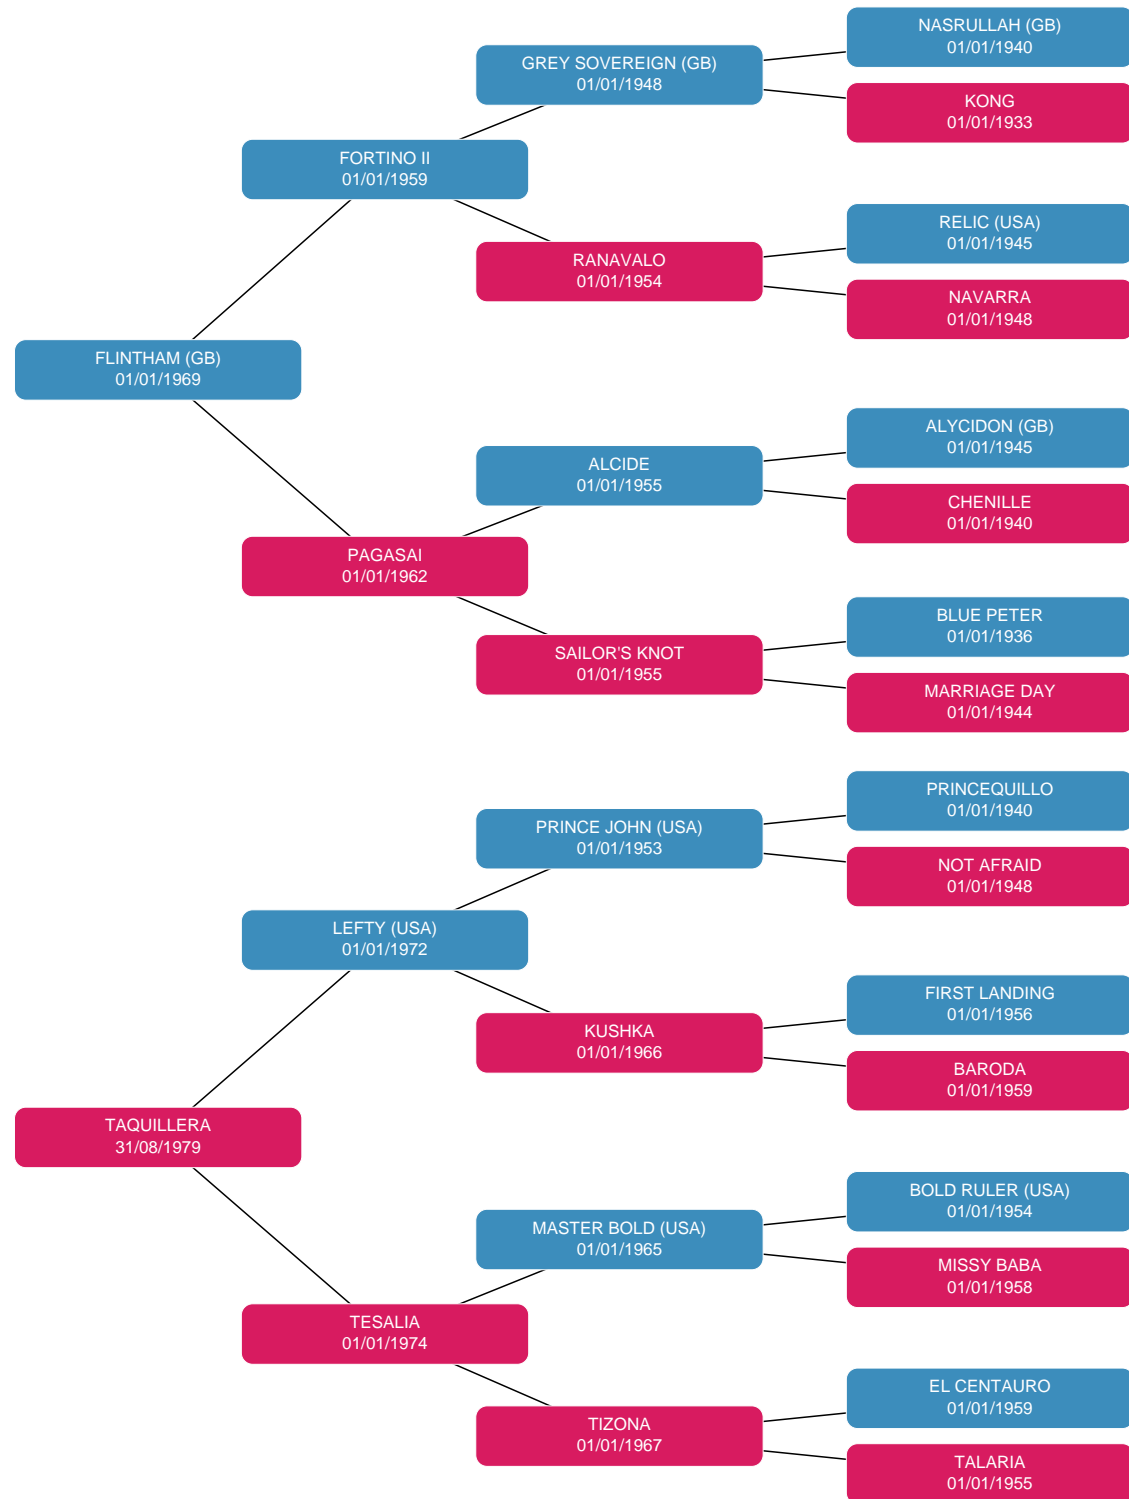 NASRULLAH (GB)
01/01/1940
GREY SOVEREIGN (GB)
01/01/1948
KONG
01/01/1933
FORTINO II
01/01/1959
RELIC (USA)
01/01/1945
RANAVALO
01/01/1954
NAVARRA
01/01/1948
FLINTHAM (GB)
01/01/1969
ALYCIDON (GB)
01/01/1945
ALCIDE
01/01/1955
CHENILLE
01/01/1940
PAGASAI
01/01/1962
BLUE PETER
01/01/1936
SAILOR'S KNOT
01/01/1955
MARRIAGE DAY
01/01/1944
PRINCEQUILLO
01/01/1940
PRINCE JOHN (USA)
01/01/1953
NOT AFRAID
01/01/1948
LEFTY (USA)
01/01/1972
FIRST LANDING
01/01/1956
KUSHKA
01/01/1966
BARODA
01/01/1959
TAQUILLERA
31/08/1979
BOLD RULER (USA)
01/01/1954
MASTER BOLD (USA)
01/01/1965
MISSY BABA
01/01/1958
TESALIA
01/01/1974
EL CENTAURO
01/01/1959
TIZONA
01/01/1967
TALARIA
01/01/1955